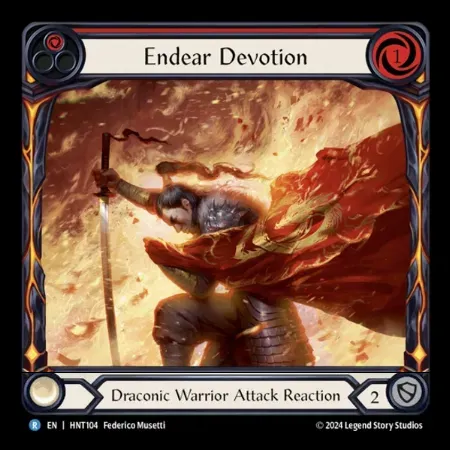 Endear Devotion
1
Draconic Warrior Attack Reaction
2
R EN | HNT104 Federico Musetti
© 2024 Legend Story Studios